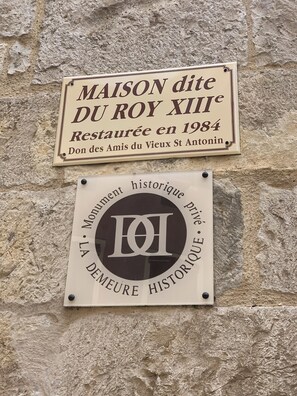 MAISON dite
DU ROY XIIIe
Restaurée en 1984
Don des Amis du Vieux St Antonin
Monument historique privé
DH
• LA DEMEURE HISTORIQUE •